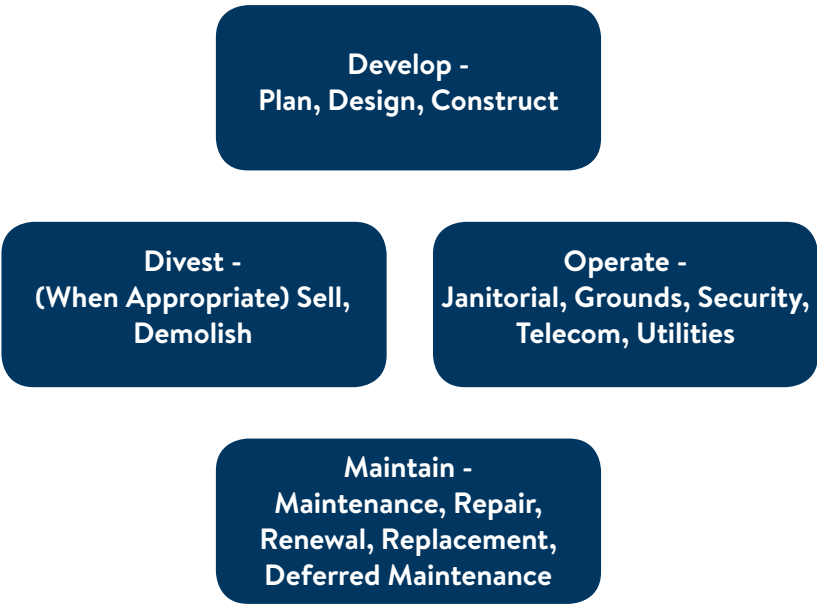 Develop -
Plan, Design, Construct
Divest -
(When Appropriate) Sell,
Demolish
Operate -
Janitorial, Grounds, Security,
Telecom, Utilities
Maintain -
Maintenance, Repair,
Renewal, Replacement,
Deferred Maintenance